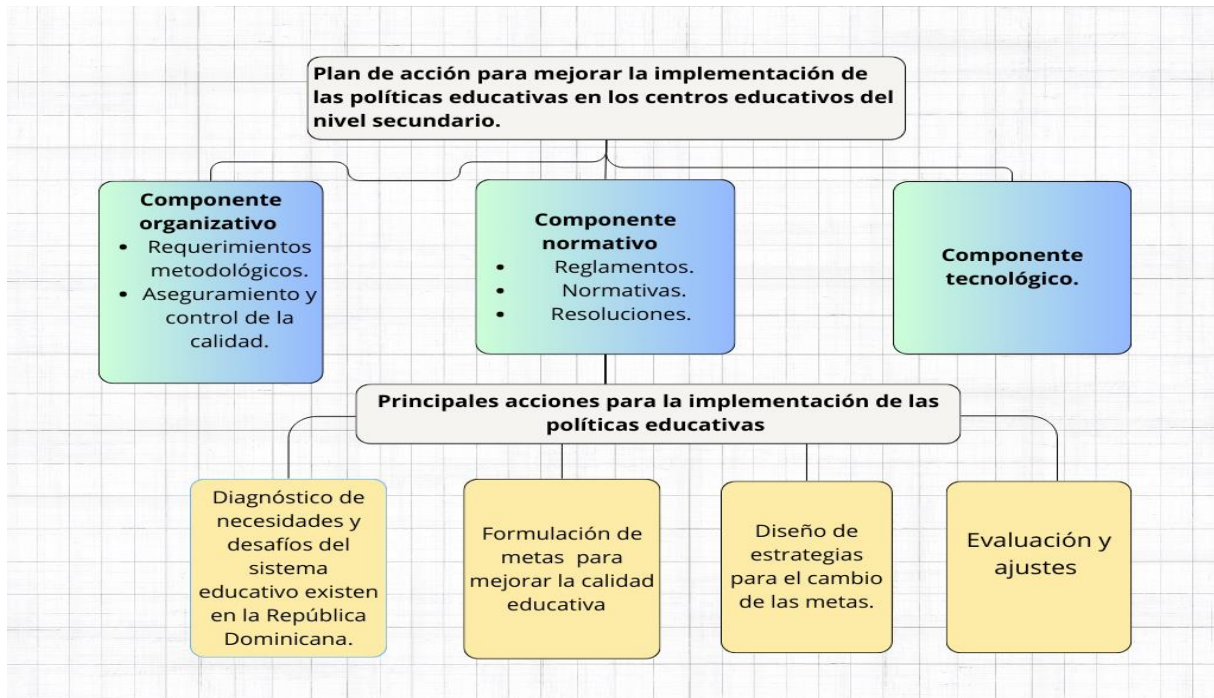 Plan de acción para mejorar la implementación de
las políticas educativas en los centros educativos del
nivel secundario.
Componente
organizativo
• Requerimientos
metodológicos.
• Aseguramiento y
control de la
calidad.
Componente
normativo
• Reglamentos.
• Normativas.
• Resoluciones.
Componente
tecnológico.
Principales acciones para la implementación de las
políticas educativas
Diagnóstico de
necesidades y
desafíos del
sistema
educativo existen
en la República
Dominicana.
Formulación de
metas para
mejorar la calidad
educativa
Diseño de
estrategias
para el cambio
de las metas.
Evaluación y
ajustes